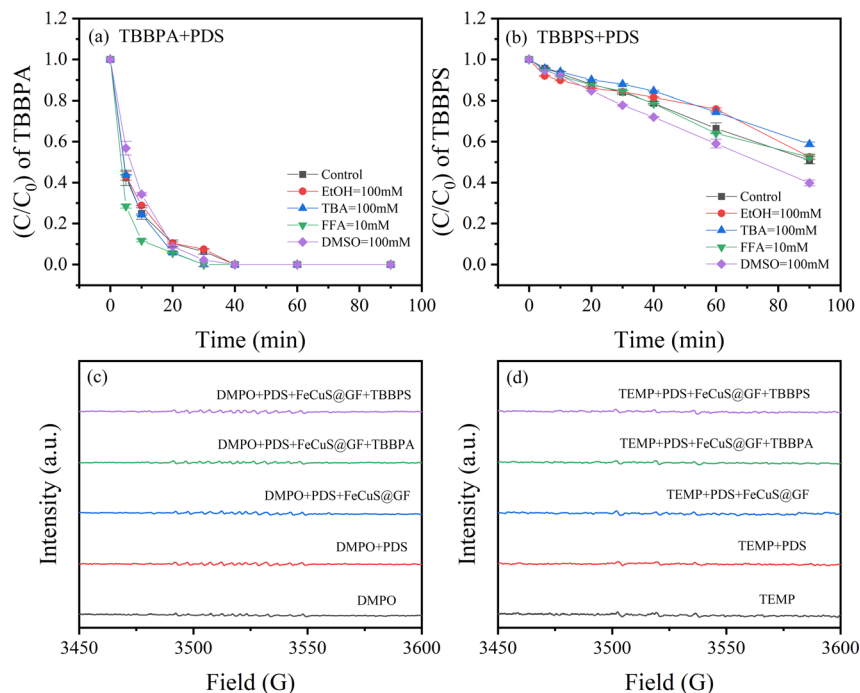 (a) TBBPA+PDS
(C/C₀) of TBBPA
1.0
0.8
0.6
0.4
0.2
0.0
Control
EtOH=100mM
TBA=100mM
FFA=10mM
DMSO=100mM
0 20 40 60 80 100
Time (min)
(b) TBBPS+PDS
(C/C₀) of TBBPS
1.0
0.8
0.6
0.4
0.2
0.0
Control
EtOH=100mM
TBA=100mM
FFA=10mM
DMSO=100mM
0 20 40 60 80 100
Time (min)
(c)
Intensity (a.u.)
DMPO+PDS+FeCuS@GF+TBBPS
DMPO+PDS+FeCuS@GF+TBBPA
DMPO+PDS+FeCuS@GF
DMPO+PDS
DMPO
3450 3500 3550 3600
Field (G)
(d)
Intensity (a.u.)
TEMP+PDS+FeCuS@GF+TBBPS
TEMP+PDS+FeCuS@GF+TBBPA
TEMP+PDS+FeCuS@GF
TEMP+PDS
TEMP
3450 3500 3550 3600
Field (G)